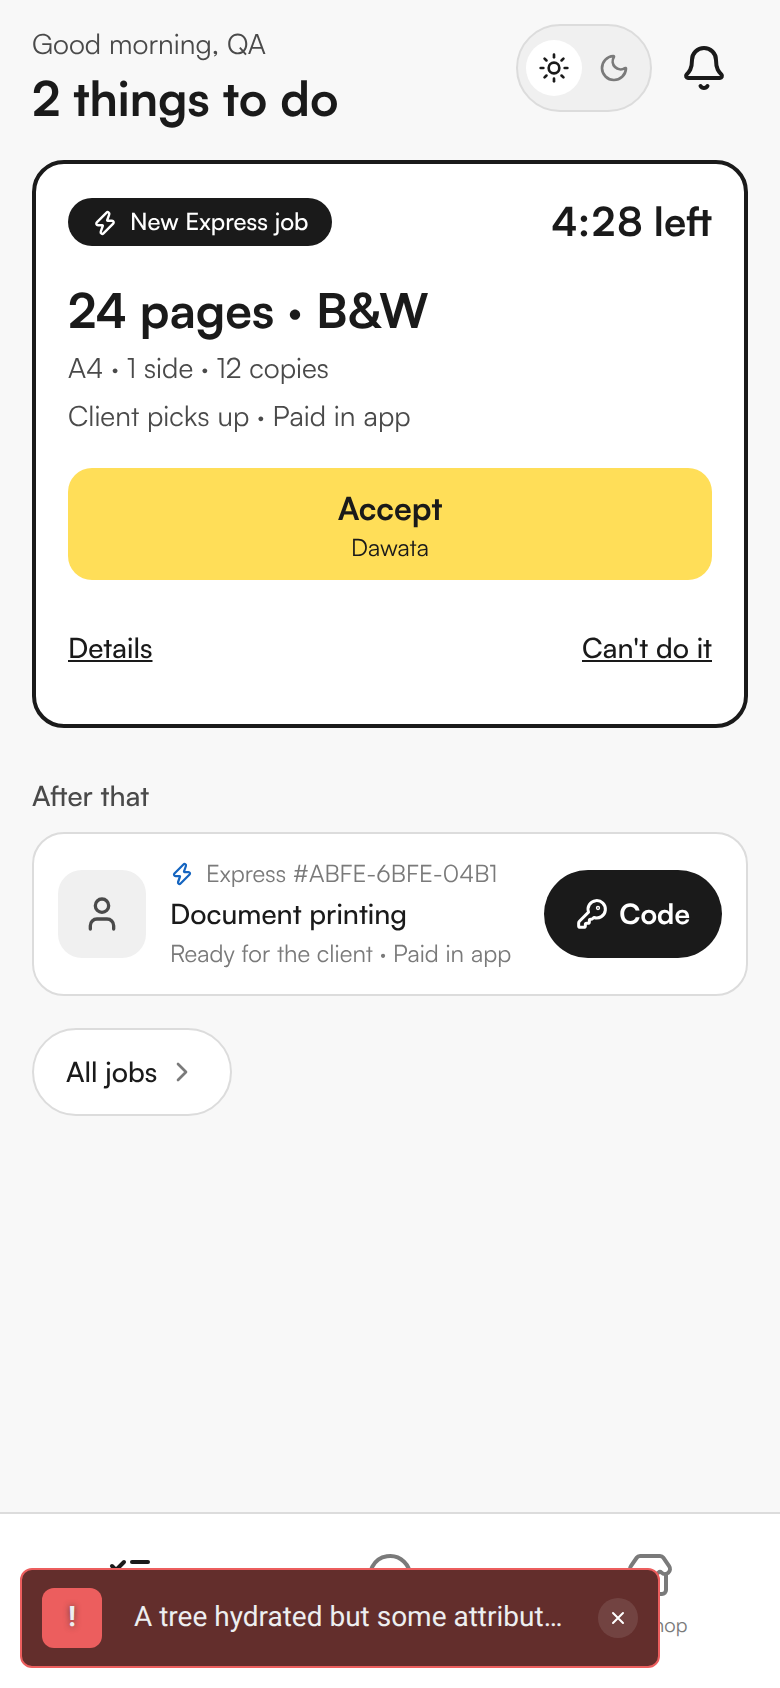 Good morning, QA
2 things to do
New Express job
4:28 left
24 pages · B&W
A4 · 1 side · 12 copies
Client picks up · Paid in app
Accept
Dawata
Details
Can't do it
After that
Express #ABFE-6BFE-04B1
Document printing
Ready for the client · Paid in app
Code
All jobs
! A tree hydrated but some attribut...